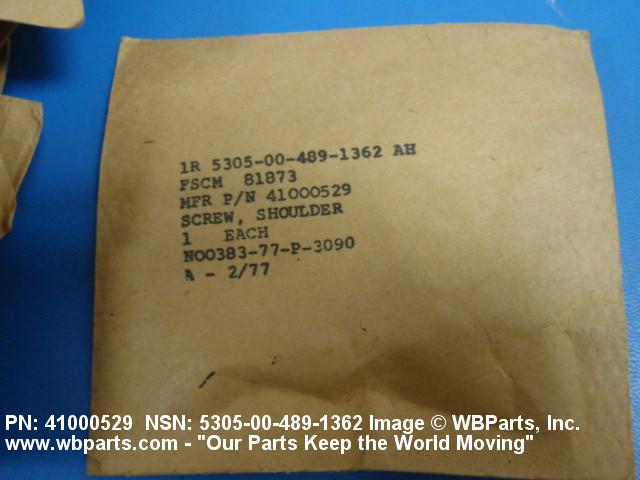 1R 5305-00-489-1362 AH
FSCM 81873
MFR P/N 41000529
SCREW, SHOULDER
1 EACH
N00383-77-P-3090
A - 2/77
PN: 41000529 NSN: 5305-00-489-1362 Image © WBParts, Inc.
www.wbparts.com - "Our Parts Keep the World Moving"